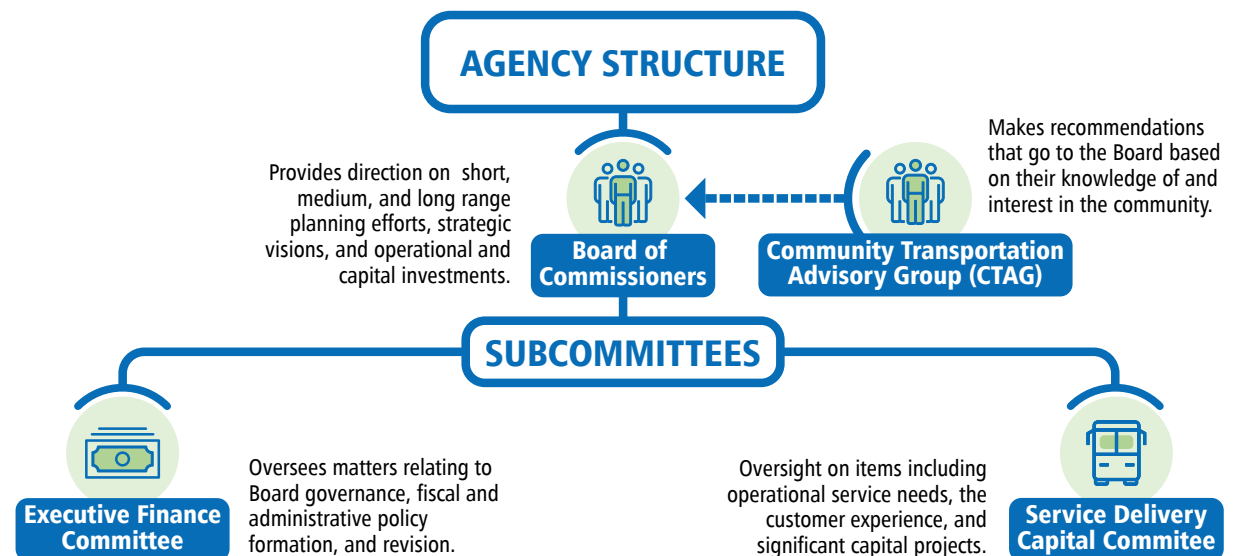 AGENCY STRUCTURE
Provides direction on short,
medium, and long range
planning efforts, strategic
visions, and operational and
capital investments.
Board of
Commissioners
Makes recommendations
that go to the Board based
on their knowledge of and
interest in the community.
Community Transportation
Advisory Group (CTAG)
SUBCOMMITTEES
Executive Finance
Committee
Oversees matters relating to
Board governance, fiscal and
administrative policy
formation, and revision.
Oversight on items including
operational service needs, the
customer experience, and
significant capital projects.
Service Delivery
Capital Commitee